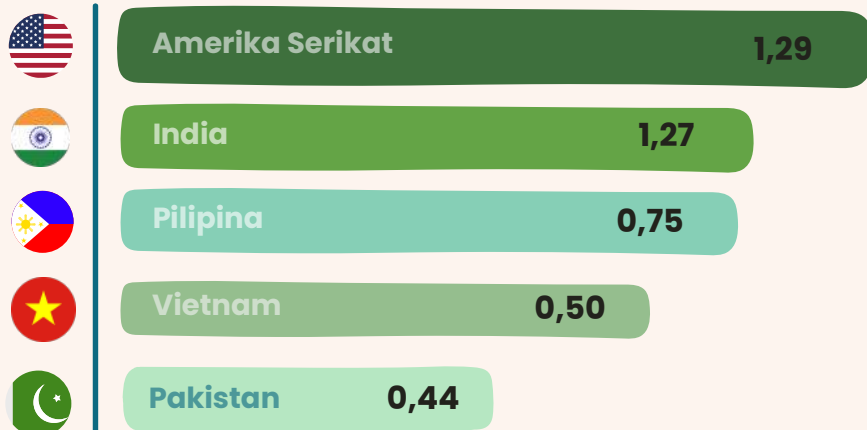 Amerika Serikat 1,29
India 1,27
Pilipina 0,75
Vietnam 0,50
Pakistan 0,44